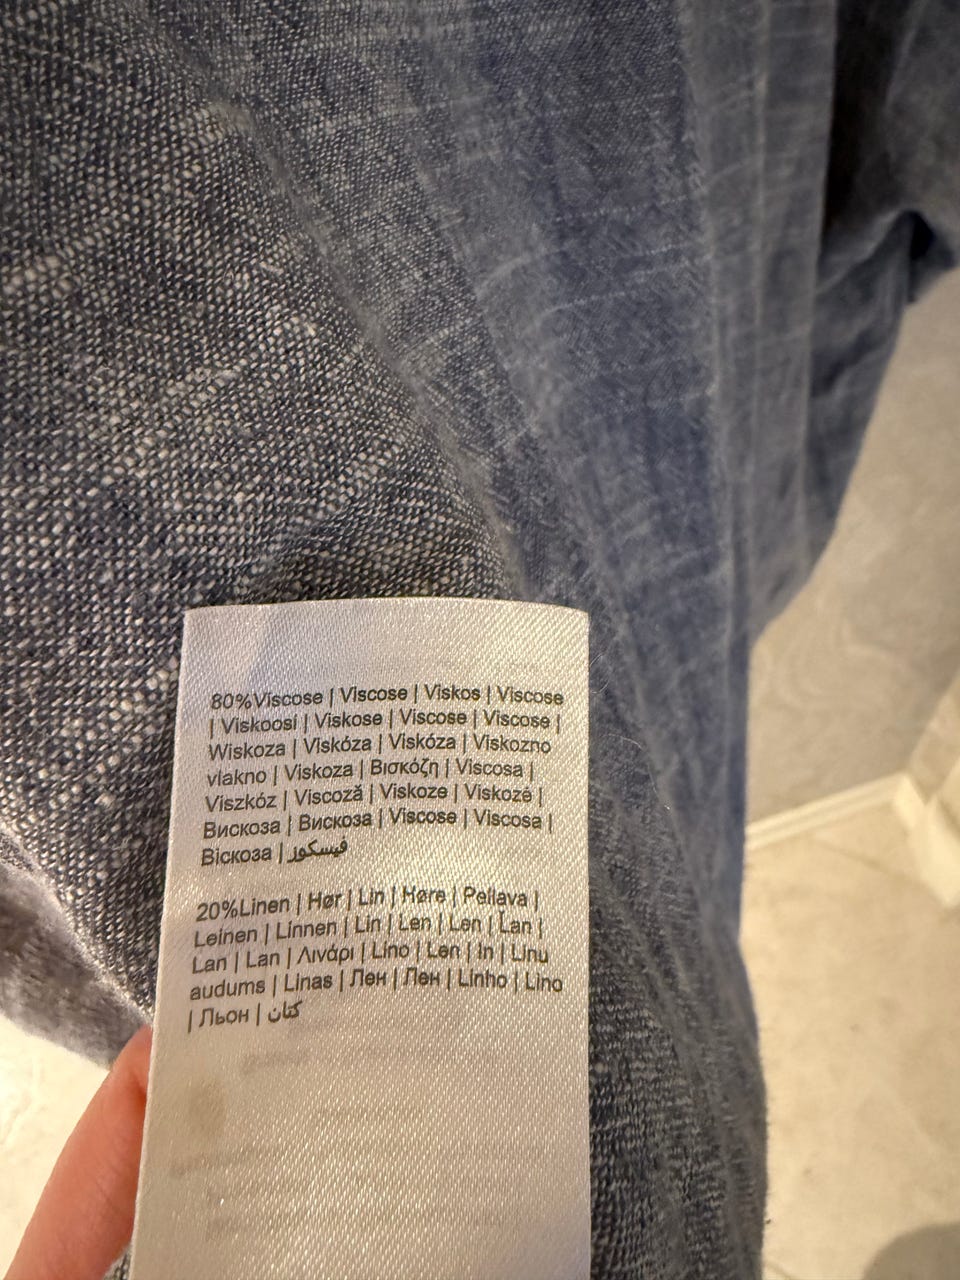 80%Viscose | Viscose | Viskos | Viscose
| Viskoosi | Viskose | Viscose | Viscose |
Wiskoza | Viskóza | Viskóza | Viskozno
vlakno | Viskoza | Βισκόζη | Viscosa |
Viszkóz | Viscoză | Viskoze | Viskozė |
Вискоза | Вискоза | Viscose | Viscosa |
Віскоза | فيسكوز
20%Linen | Hør | Lin | Høre | Pellava |
Leinen | Linnen | Lin | Len | Len | Lan |
Lan | Lan | Λινάρι | Lino | Len | In | Linu
audums | Linas | Лен | Лен | Linho | Lino
| Льон | كتان